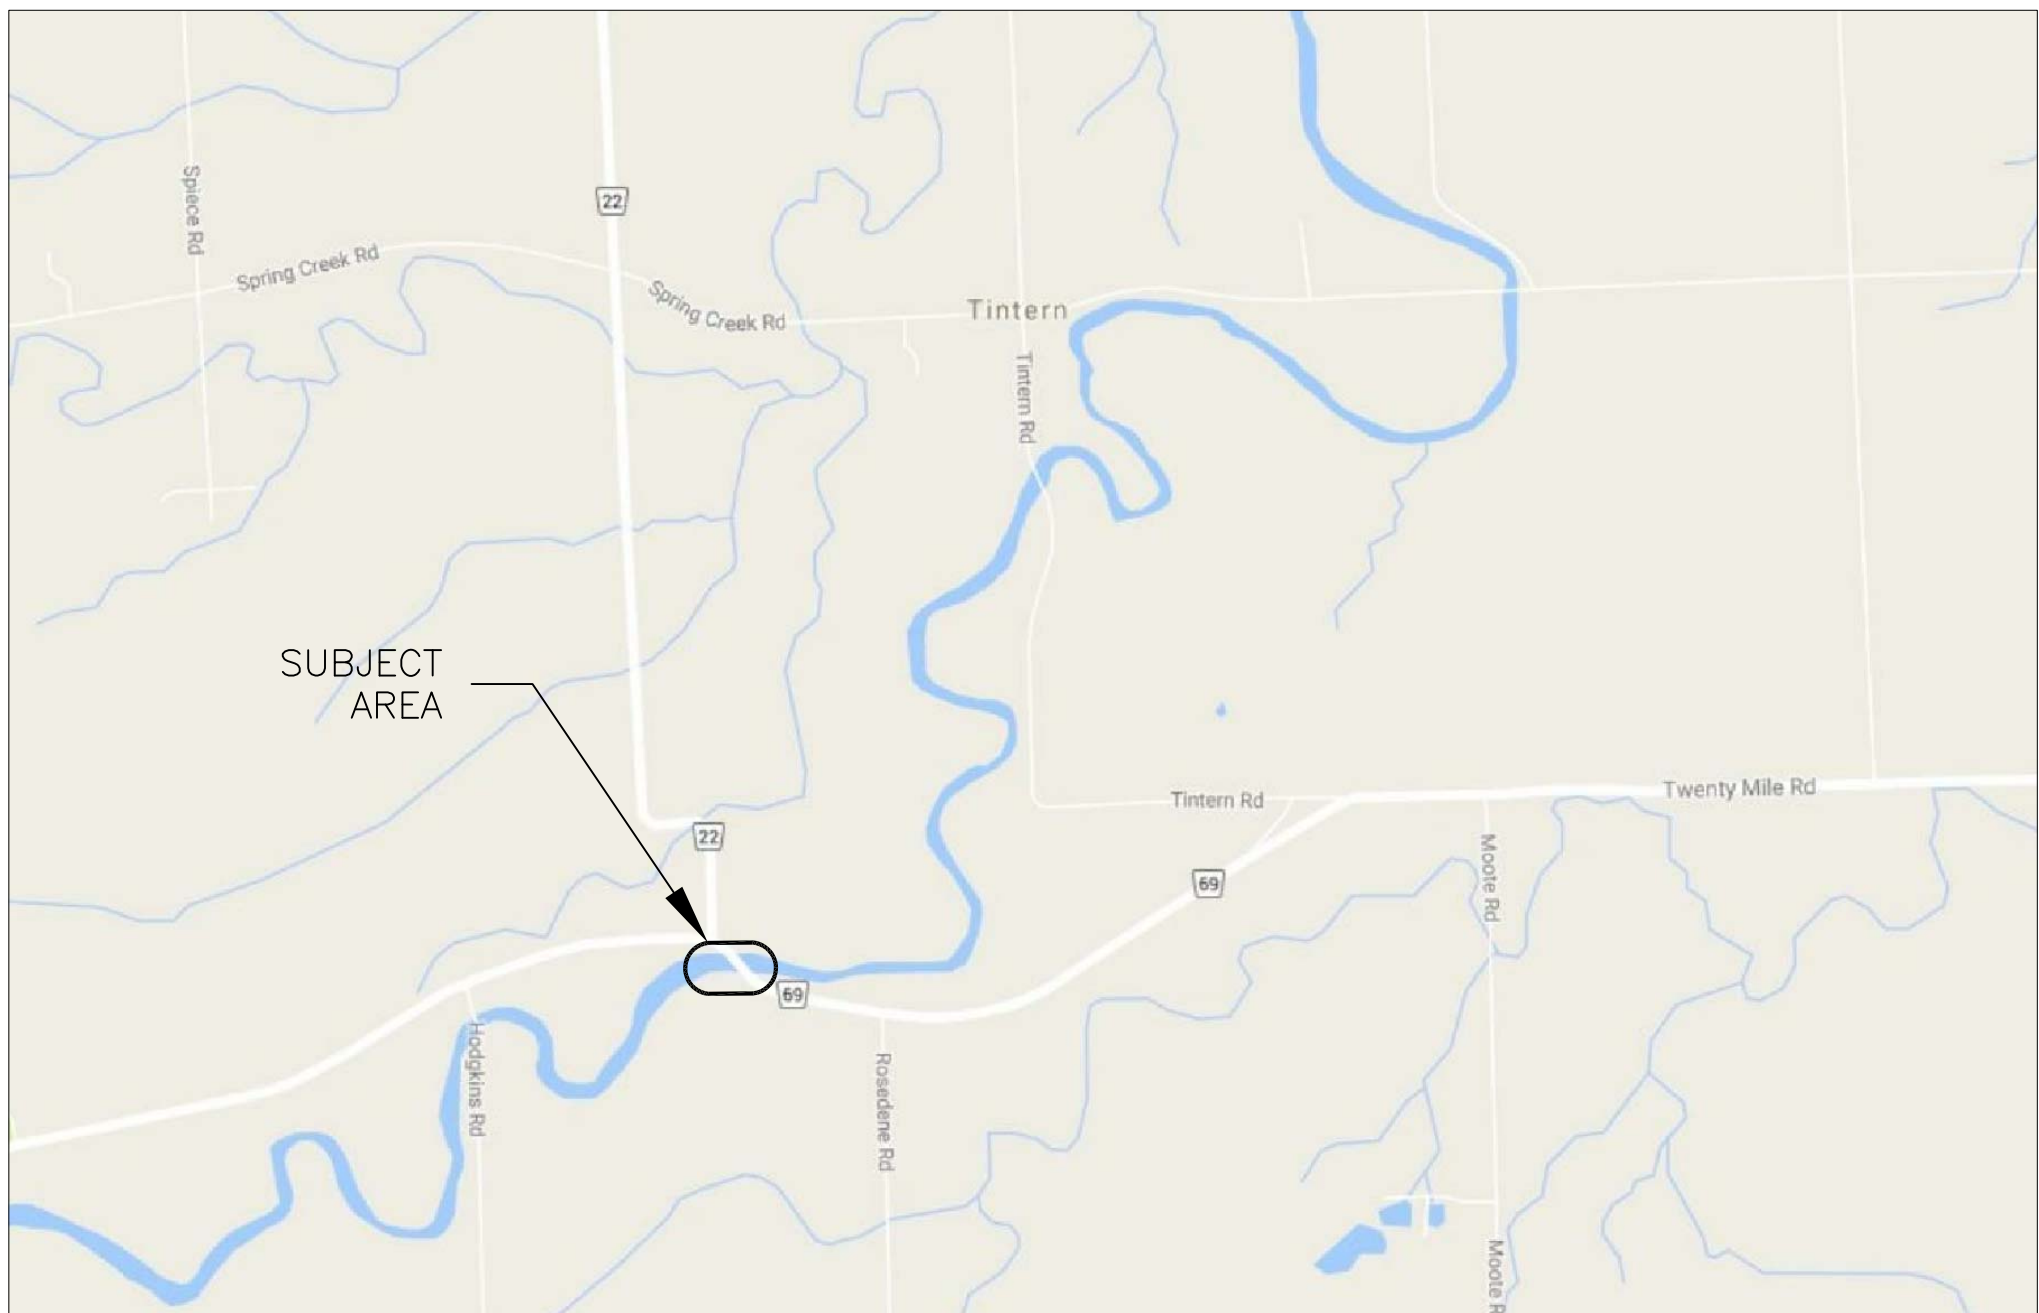 Spiece Rd
22
Spring Creek Rd
Spring Creek Rd
Tintern
Tintern Rd
SUBJECT
AREA
Tintern Rd
Twenty Mile Rd
22
Moote Rd
69
69
Hodgkins Rd
Rosedene Rd
Moote R